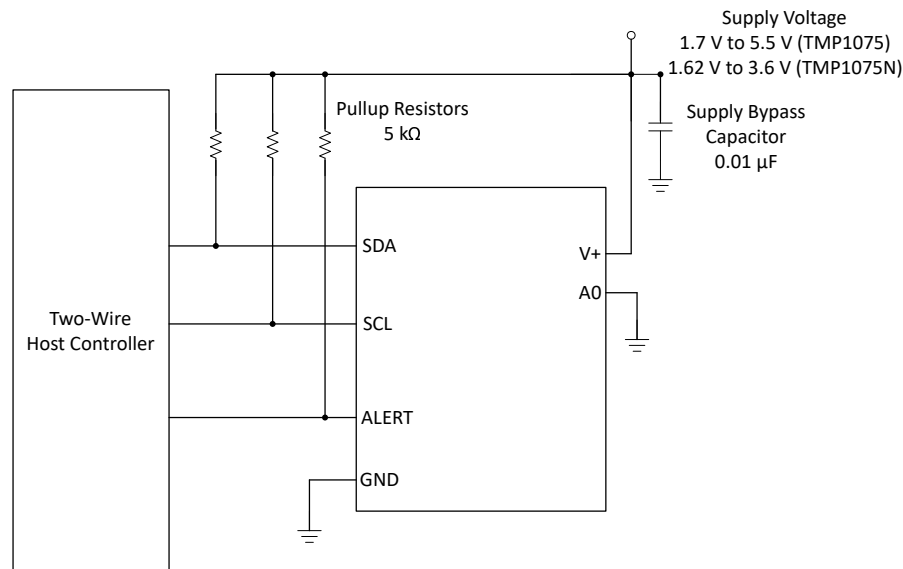 Supply Voltage
1.7 V to 5.5 V (TMP1075)
1.62 V to 3.6 V (TMP1075N)
Pullup Resistors
5 kΩ
Supply Bypass
Capacitor
0.01 µF
SDA
V+
A0
Two-Wire
Host Controller
SCL
ALERT
GND